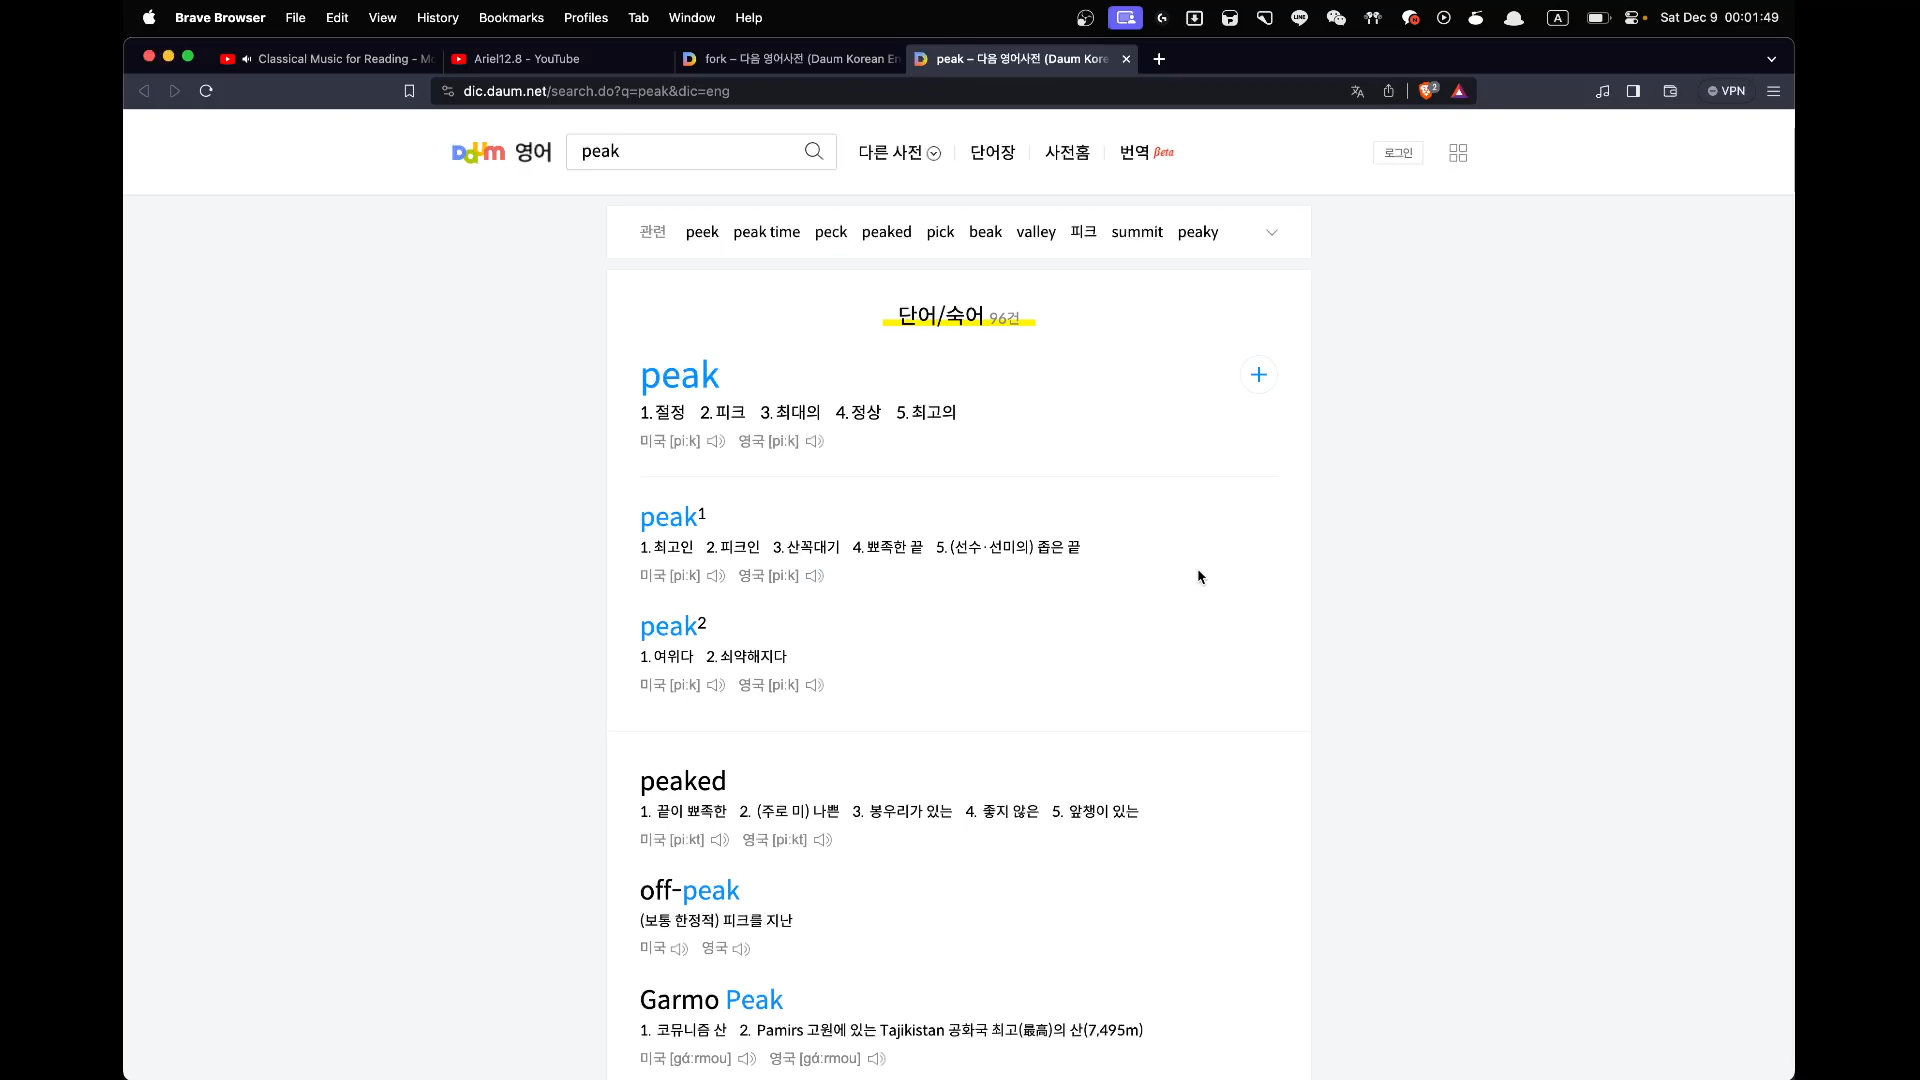 Brave Browser File Edit View History Bookmarks Profiles Tab Window Help A Sat Dec 9 00:01:49
Classical Music for Reading - Mo Ariel12.8 - YouTube fork – 다음 영어사전 (Daum Korean En peak – 다음 영어사전 (Daum Kore
dic.daum.net/search.do?q=peak&dic=eng 2 VPN
Daum 영어 peak 다른 사전 단어장 사전홈 번역 Beta 로그인
관련 peek peak time peck peaked pick beak valley 피크 summit peaky
단어/숙어 96건
peak
1.절정 2.피크 3.최대의 4.정상 5.최고의
미국 [piːk] 영국 [piːk]
peak1
1.최고인 2.피크인 3.산꼭대기 4.뾰족한 끝 5.(선수·선미의) 좁은 끝
미국 [piːk] 영국 [piːk]
peak2
1.여위다 2.쇠약해지다
미국 [piːk] 영국 [piːk]
peaked
1. 끝이 뾰족한 2. (주로 미) 나쁜 3. 봉우리가 있는 4. 좋지 않은 5. 앞챙이 있는
미국 [piːkt] 영국 [piːkt]
off-peak
(보통 한정적) 피크를 지난
미국 영국
Garmo Peak
1. 코뮤니즘 산 2. Pamirs 고원에 있는 Tajikistan 공화국 최고(最高)의 산(7,495m)
미국 [gáːrmou] 영국 [gáːrmou]